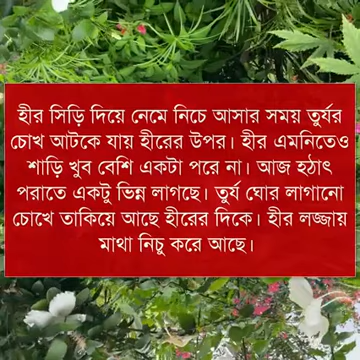 হীর সিড়ি দিয়ে নেমে নিচে আসার সময় তুর্যর
চোখ আটকে যায় হীরের উপর। হীর এমনিতেও
শাড়ি খুব বেশি একটা পরে না। আজ হঠাৎ
পরাতে একটু ভিন্ন লাগছে। তুর্য ঘোর লাগানো
চোখে তাকিয়ে আছে হীরের দিকে। হীর লজ্জায়
মাথা নিচু করে আছে।